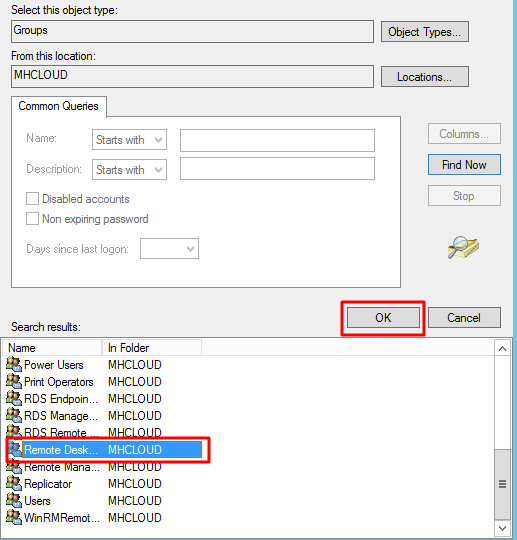 Select this object type:
Groups
Object Types...
From this location:
MHCLOUD
Locations...
Common Queries
Name:
Starts with
Columns...
Description:
Starts with
Find Now
Disabled accounts
Stop
Non expiring password
Days since last logon:
OK
Cancel
Search results:
Name In Folder
Power Users MHCLOUD
Print Operators MHCLOUD
RDS Endpoin... MHCLOUD
RDS Manage... MHCLOUD
RDS Remote ... MHCLOUD
Remote Desk... MHCLOUD
Remote Mana... MHCLOUD
Replicator MHCLOUD
Users MHCLOUD
WinRMRemot... MHCLOUD